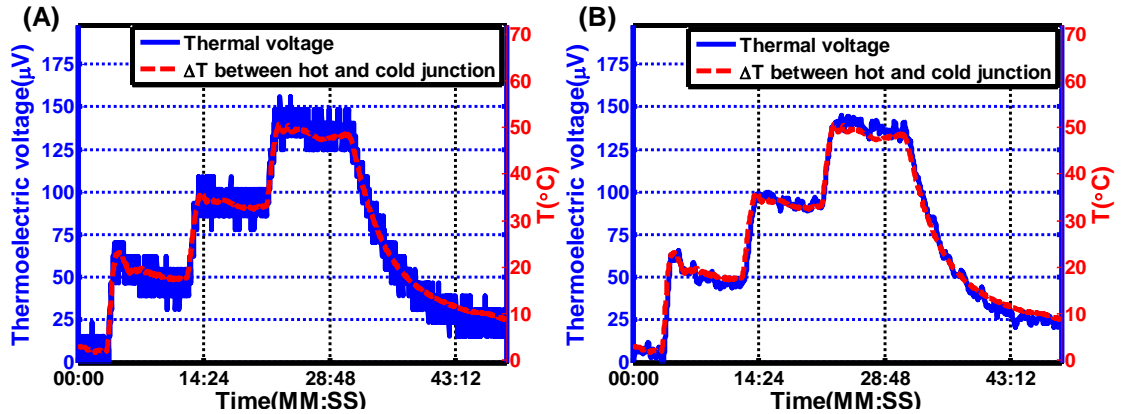 (A)
Thermoelectric voltage(μV)
175
150
125
100
75
50
25
0
Thermal voltage
ΔT between hot and cold junction
70
60
50
40
30
20
10
0
T(°C)
00:00 14:24 28:48 43:12
Time(MM:SS)
(B)
Thermoelectric voltage(μV)
175
150
125
100
75
50
25
0
Thermal voltage
ΔT between hot and cold junction
70
60
50
40
30
20
10
0
T(°C)
00:00 14:24 28:48 43:12
Time(MM:SS)